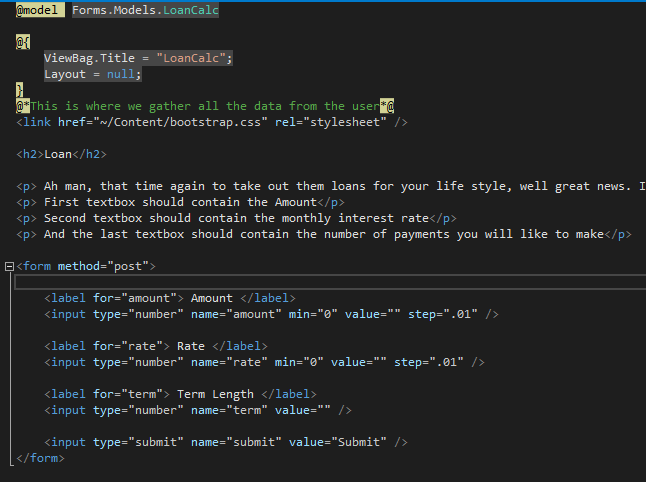 @model Forms.Models.LoanCalc
@{
ViewBag.Title = "LoanCalc";
Layout = null;
}
@*This is where we gather all the data from the user*@
<link href="~/Content/bootstrap.css" rel="stylesheet" />
<h2>Loan</h2>
<p> Ah man, that time again to take out them loans for your life style, well great news. I
<p> First textbox should contain the Amount</p>
<p> Second textbox should contain the monthly interest rate</p>
<p> And the last textbox should contain the number of payments you will like to make</p>
<form method="post">
<label for="amount"> Amount </label>
<input type="number" name="amount" min="0" value="" step=".01" />
<label for="rate"> Rate </label>
<input type="number" name="rate" min="0" value="" step=".01" />
<label for="term"> Term Length </label>
<input type="number" name="term" value="" />
<input type="submit" name="submit" value="Submit" />
</form>